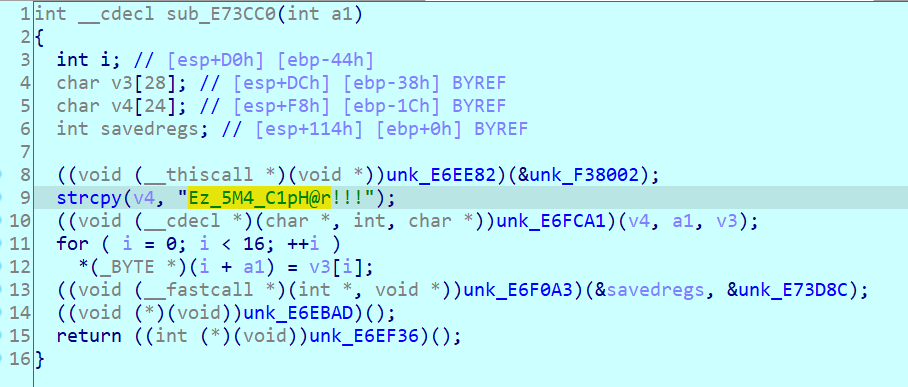 1 int __cdecl sub_E73CC0(int a1)
2 {
3 int i; // [esp+D0h] [ebp-44h]
4 char v3[28]; // [esp+DCh] [ebp-38h] BYREF
5 char v4[24]; // [esp+F8h] [ebp-1Ch] BYREF
6 int savedregs; // [esp+114h] [ebp+0h] BYREF
7
8 ((void (__thiscall *)(void *))unk_E6EE82)(&unk_F38002);
9 strcpy(v4, "Ez_5M4_C1pH@r!!!");
10 ((void (__cdecl *)(char *, int, char *))unk_E6FCA1)(v4, a1, v3);
11 for ( i = 0; i < 16; ++i )
12 *(_BYTE *)(i + a1) = v3[i];
13 ((void (__fastcall *)(int *, void *))unk_E6F0A3)(&savedregs, &unk_E73D8C);
14 ((void (*)(void))unk_E6EBAD)();
15 return ((int (*)(void))unk_E6EF36)();
16 }